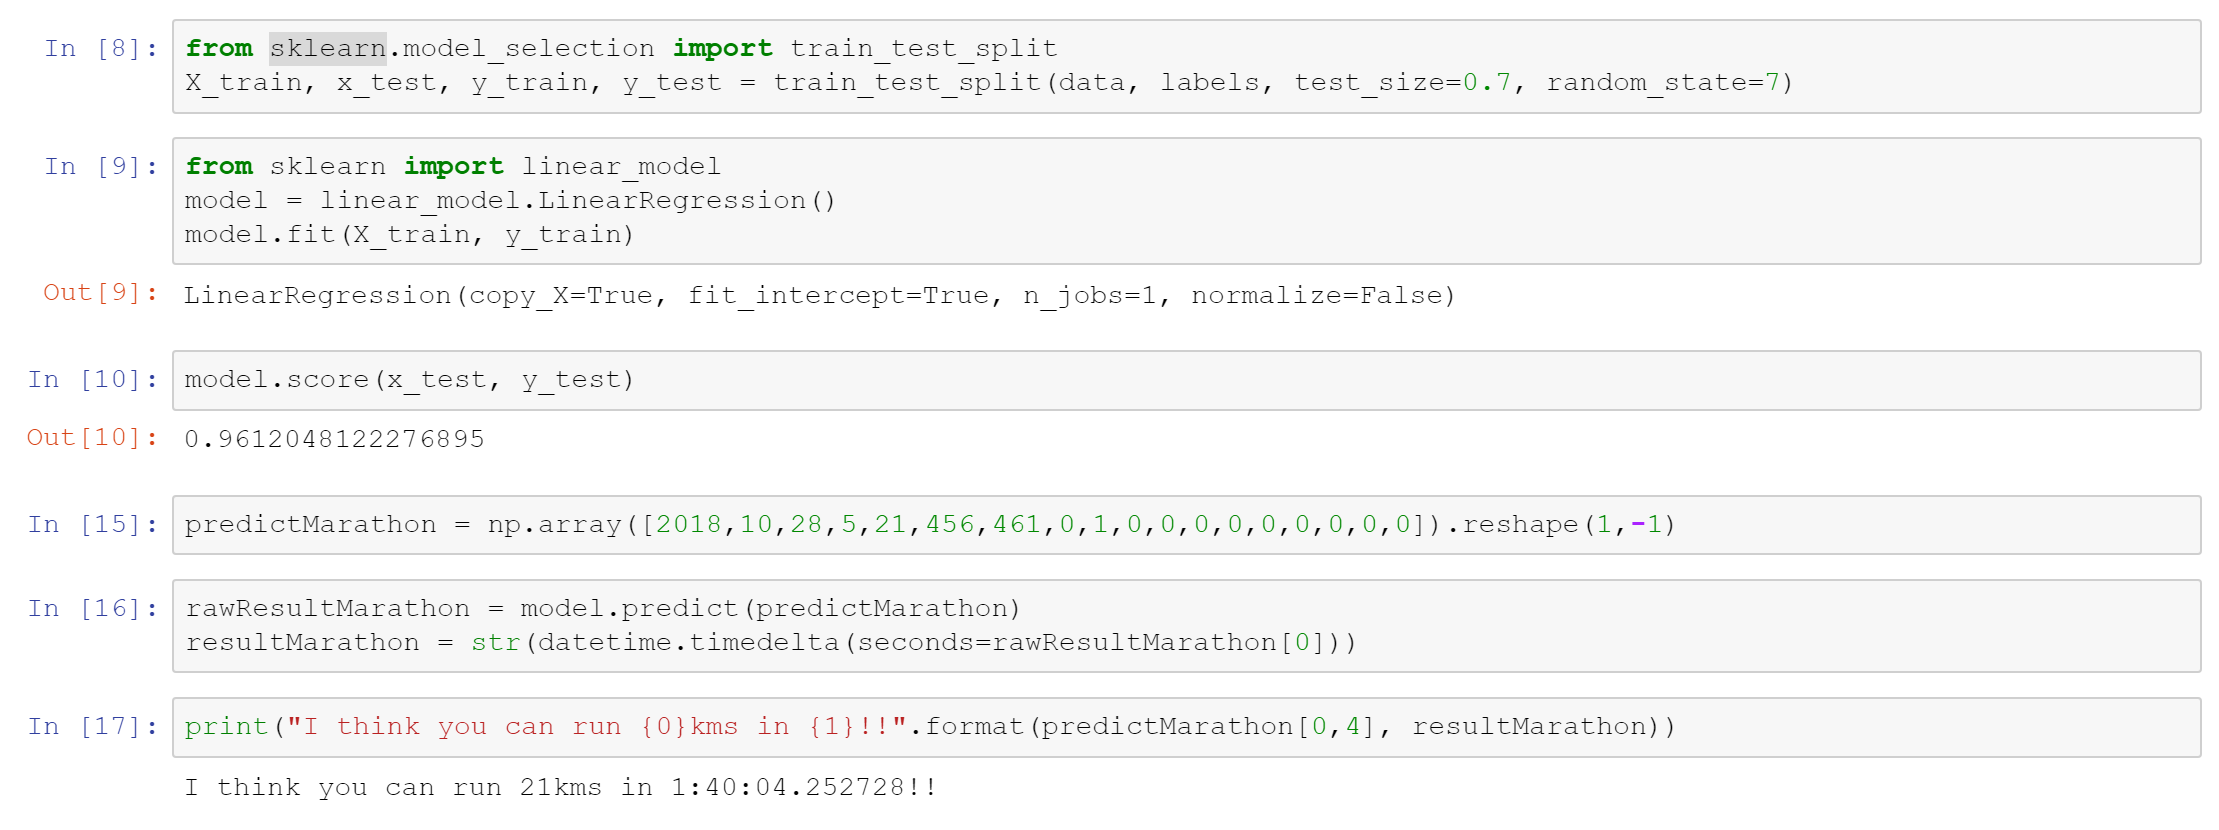 In [8]: from sklearn.model_selection import train_test_split
X_train, x_test, y_train, y_test = train_test_split(data, labels, test_size=0.7, random_state=7)
In [9]: from sklearn import linear_model
model = linear_model.LinearRegression()
model.fit(X_train, y_train)
Out[9]: LinearRegression(copy_X=True, fit_intercept=True, n_jobs=1, normalize=False)
In [10]: model.score(x_test, y_test)
Out[10]: 0.9612048122276895
In [15]: predictMarathon = np.array([2018,10,28,5,21,456,461,0,1,0,0,0,0,0,0,0,0,0]).reshape(1,-1)
In [16]: rawResultMarathon = model.predict(predictMarathon)
resultMarathon = str(datetime.timedelta(seconds=rawResultMarathon[0]))
In [17]: print("I think you can run {0}kms in {1}!!".format(predictMarathon[0,4], resultMarathon))
I think you can run 21kms in 1:40:04.252728!!